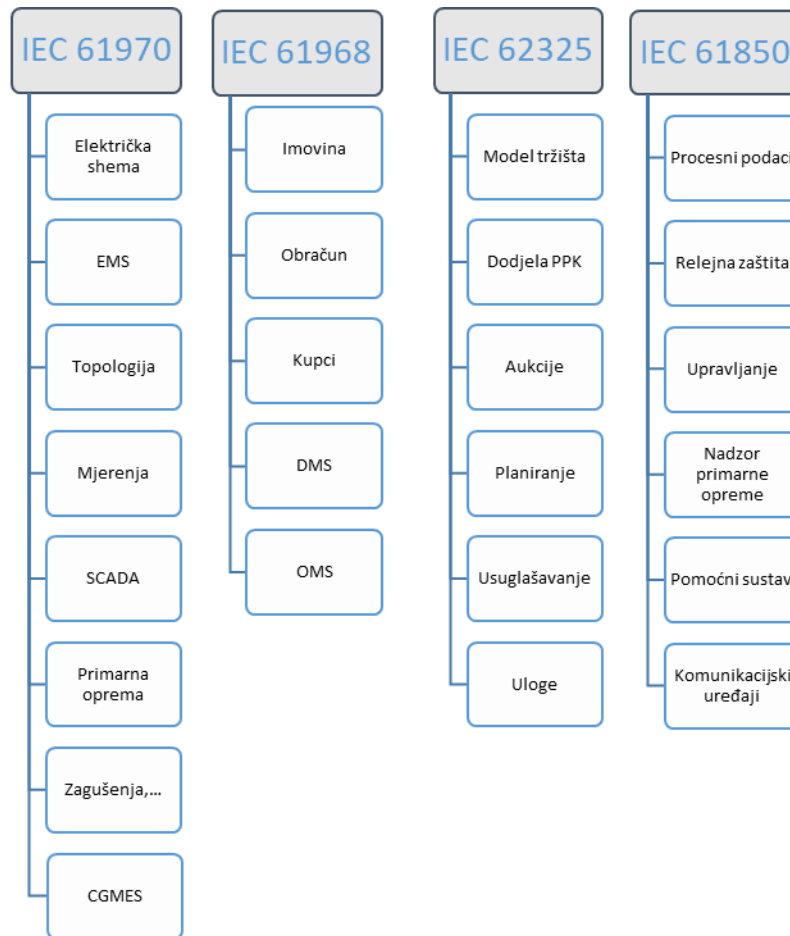 IEC 61970
Električka
shema
EMS
Topologija
Mjerenja
SCADA
Primarna
oprema
Zagušenja,...
CGMES
IEC 61968
Imovina
Obračun
Kupci
DMS
OMS
IEC 62325
Model tržišta
Dodjela PPK
Aukcije
Planiranje
Usuglašavanje
Uloge
IEC 61850
Procesni podaci
Relejna zaštita
Upravljanje
Nadzor
primarne
opreme
Pomoćni sustav
Komunikacijski
uređaji